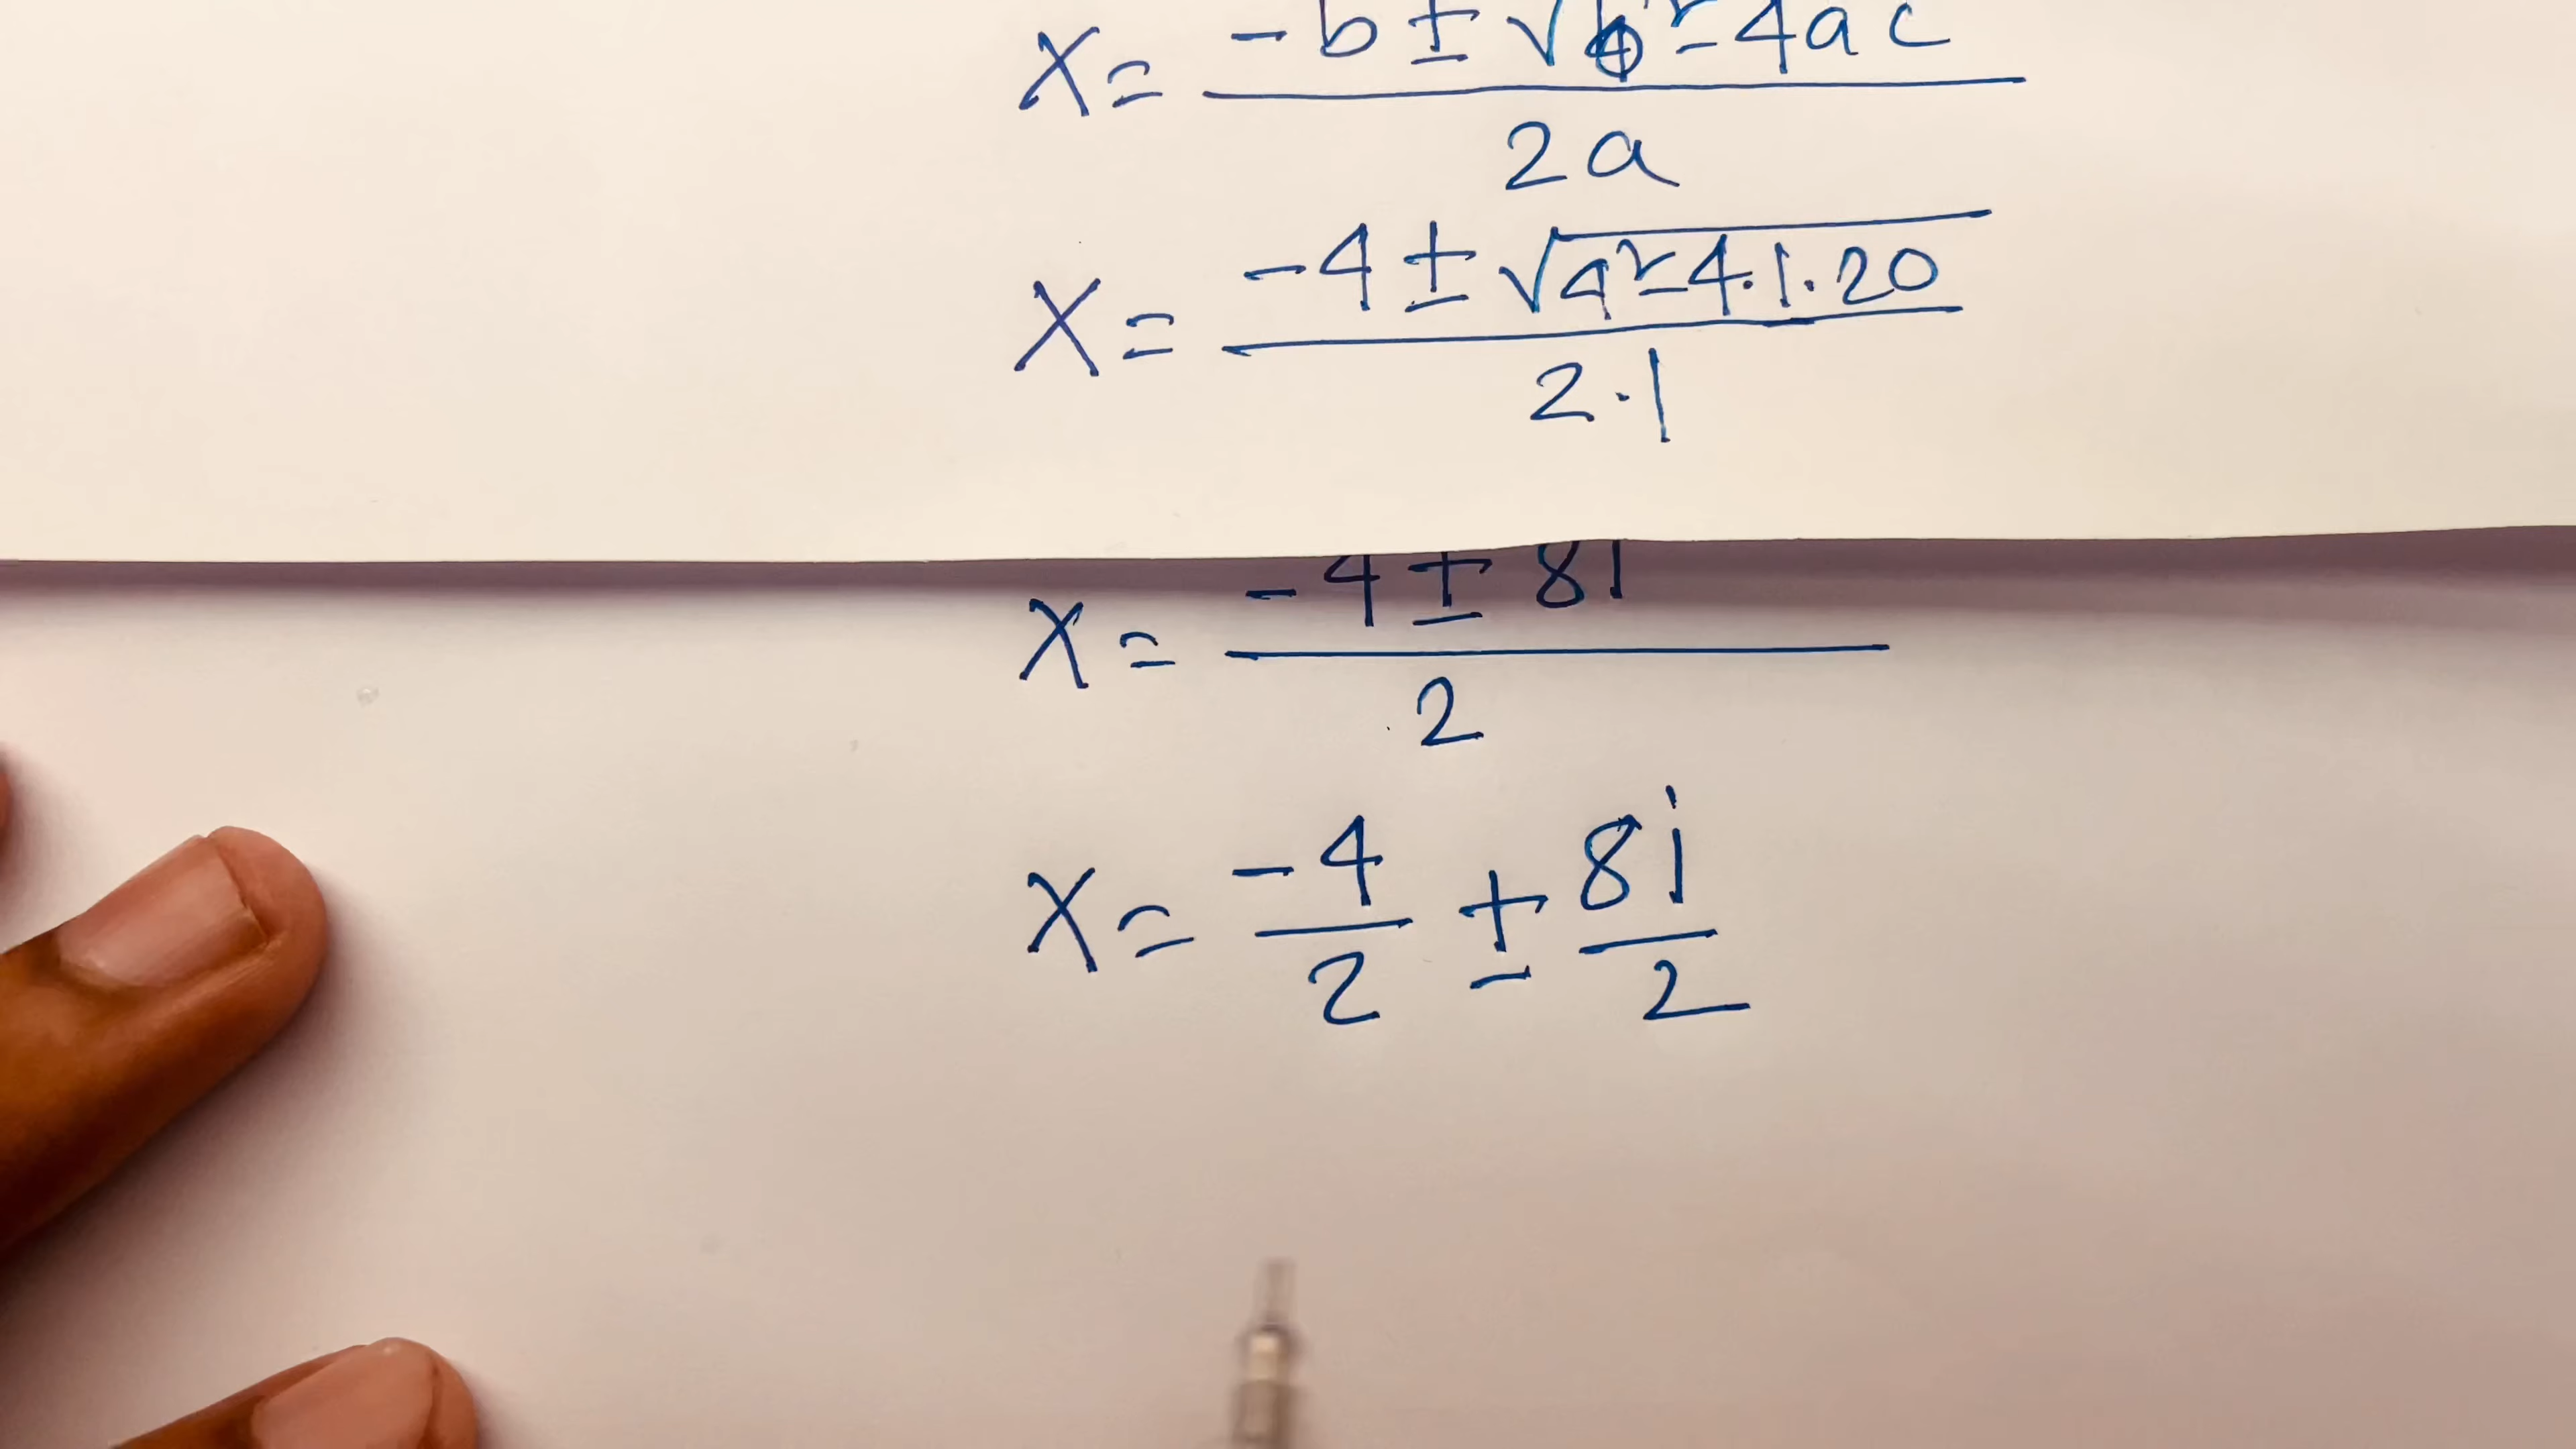 X = (-b ± √b² - 4ac) / 2a
X = (-4 ± √4² - 4.1.20) / 2.1
X = (-4 ± 8i) / 2
X = -4/2 ± 8i/2